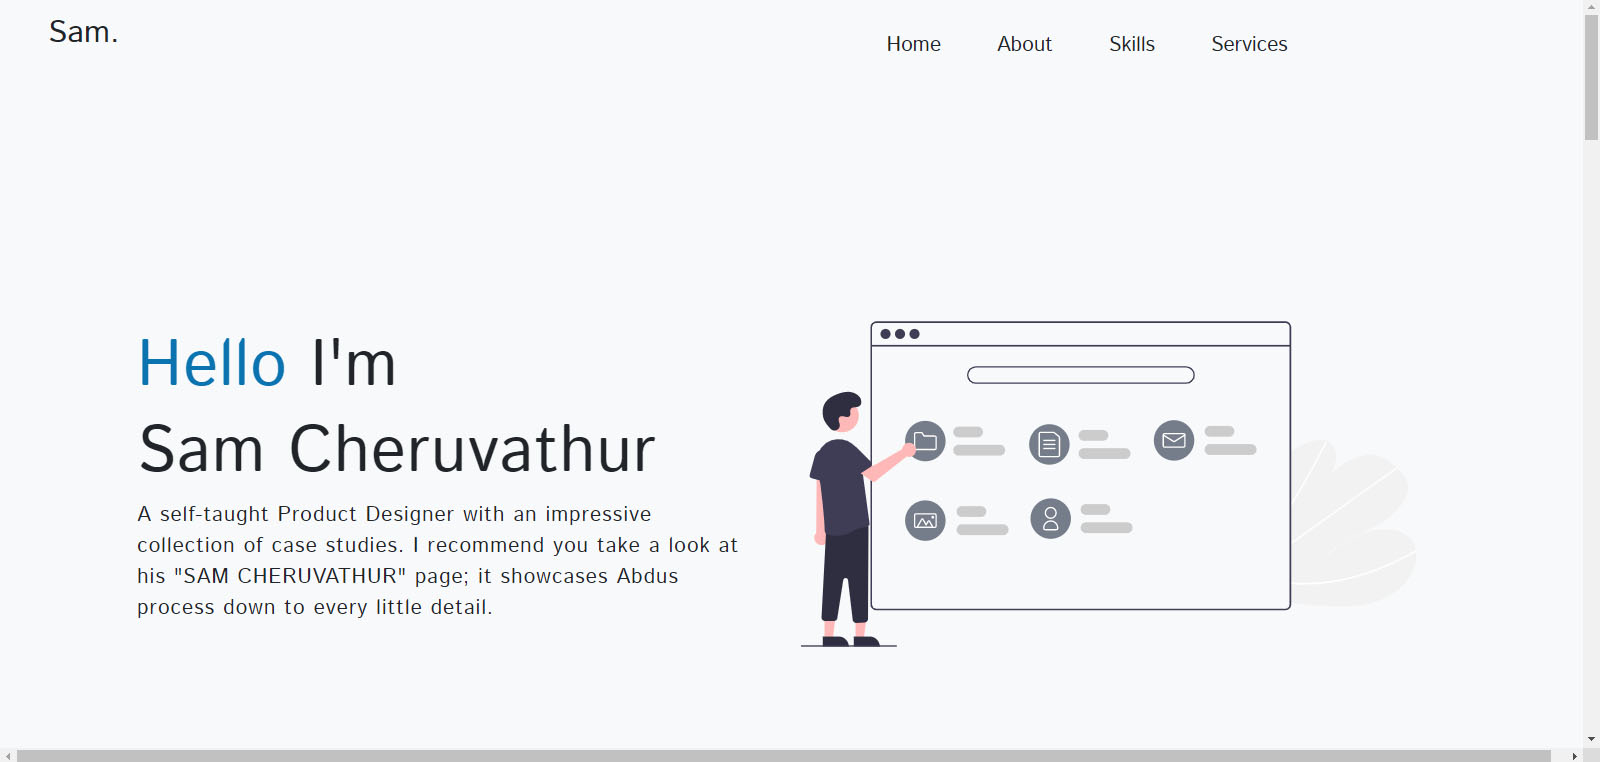 Sam.
Home About Skills Services
Hello I'm
Sam Cheruvathur
A self-taught Product Designer with an impressive
collection of case studies. I recommend you take a look at
his "SAM CHERUVATHUR" page; it showcases Abdus
process down to every little detail.